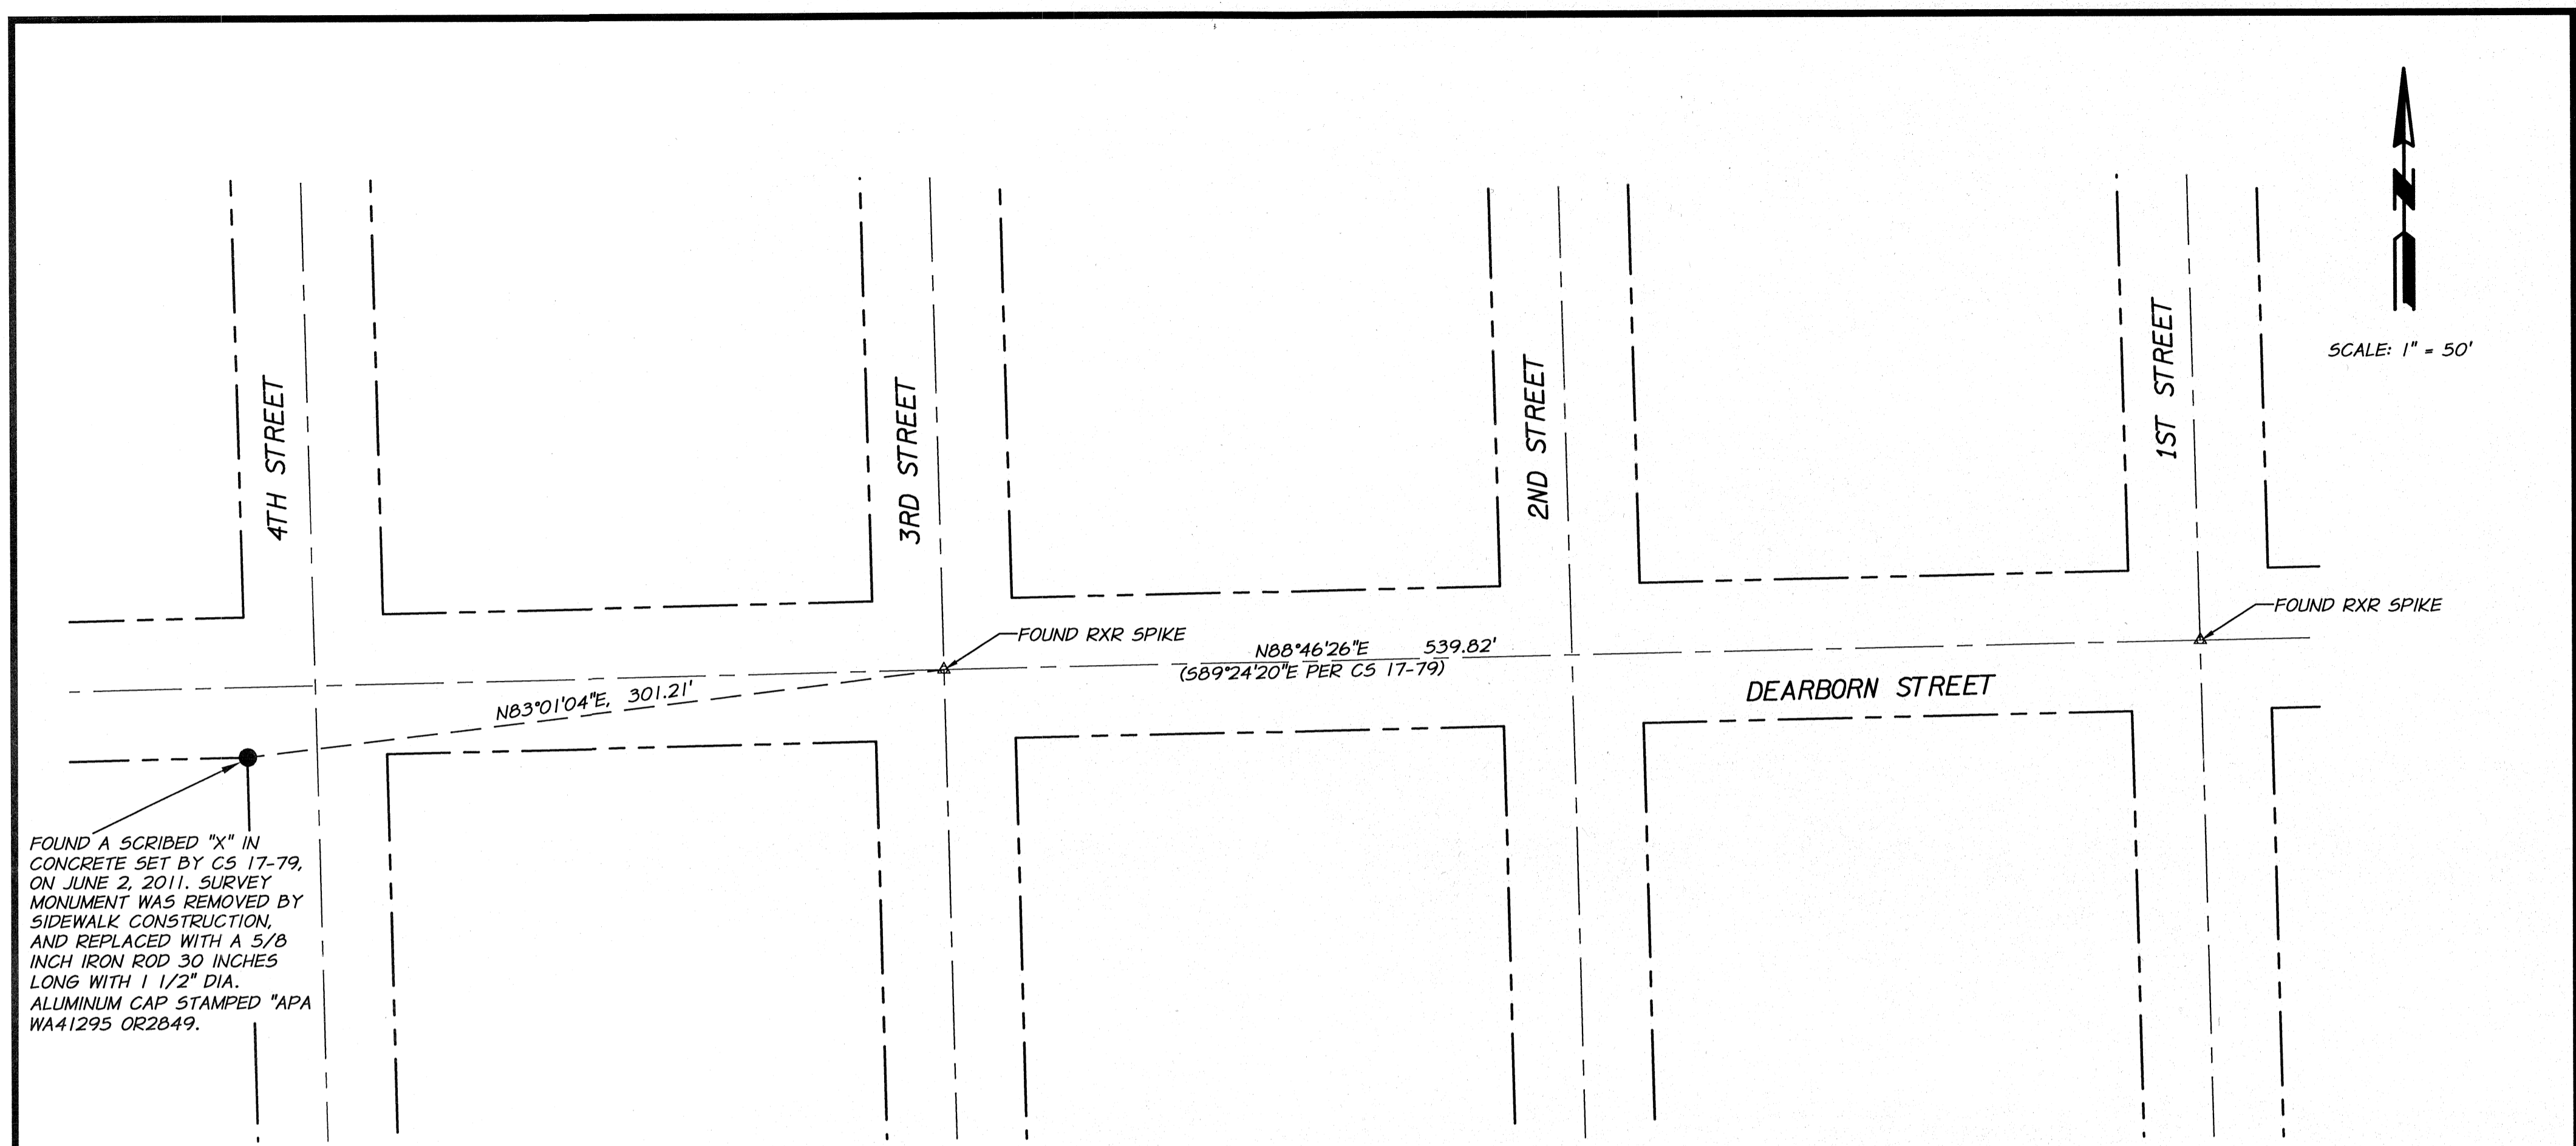 N
SCALE: 1" = 50'
4TH STREET
3RD STREET
2ND STREET
1ST STREET
FOUND RXR SPIKE
FOUND RXR SPIKE
N88°46'26"E 539.82'
(S89°24'20"E PER CS 17-79)
N83°01'04"E, 301.21'
DEARBORN STREET
FOUND A SCRIBED "X" IN
CONCRETE SET BY CS 17-79,
ON JUNE 2, 2011. SURVEY
MONUMENT WAS REMOVED BY
SIDEWALK CONSTRUCTION,
AND REPLACED WITH A 5/8
INCH IRON ROD 30 INCHES
LONG WITH 1 1/2" DIA.
ALUMINUM CAP STAMPED "APA
WA41295 OR2849.